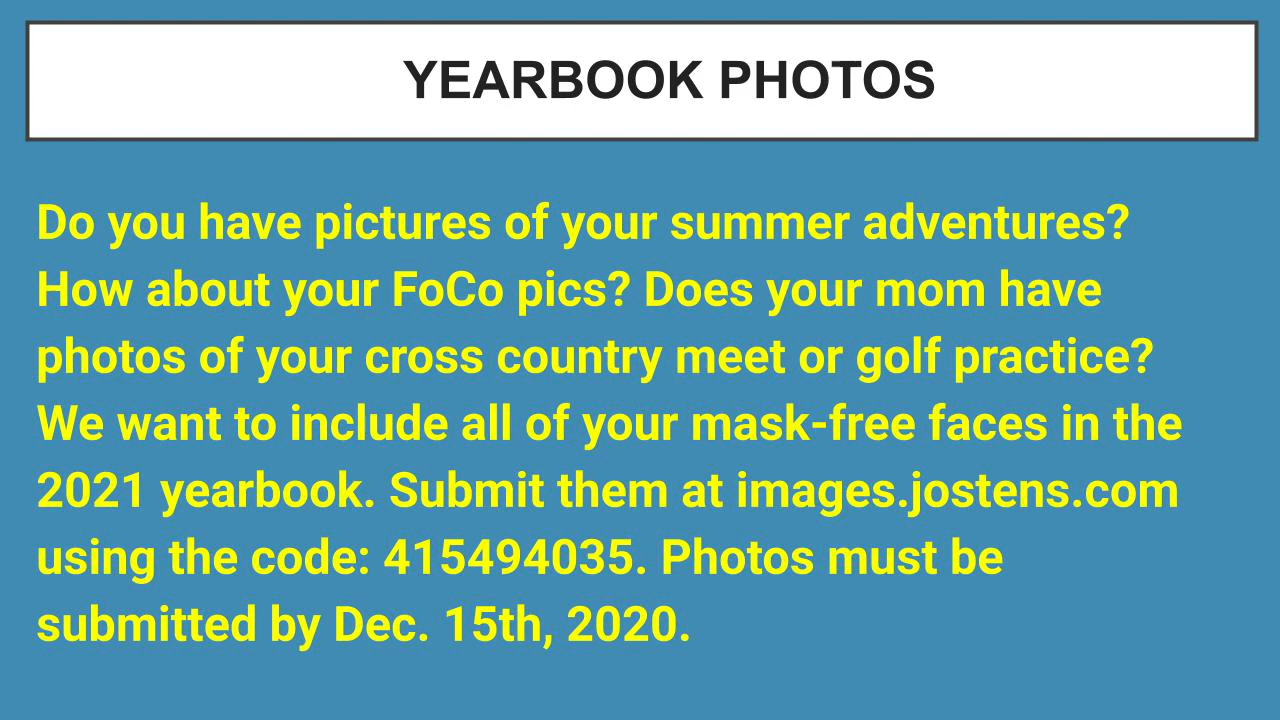 YEARBOOK PHOTOS
Do you have pictures of your summer adventures?
How about your FoCo pics? Does your mom have
photos of your cross country meet or golf practice?
We want to include all of your mask-free faces in the
2021 yearbook. Submit them at images.jostens.com
using the code: 415494035. Photos must be
submitted by Dec. 15th, 2020.